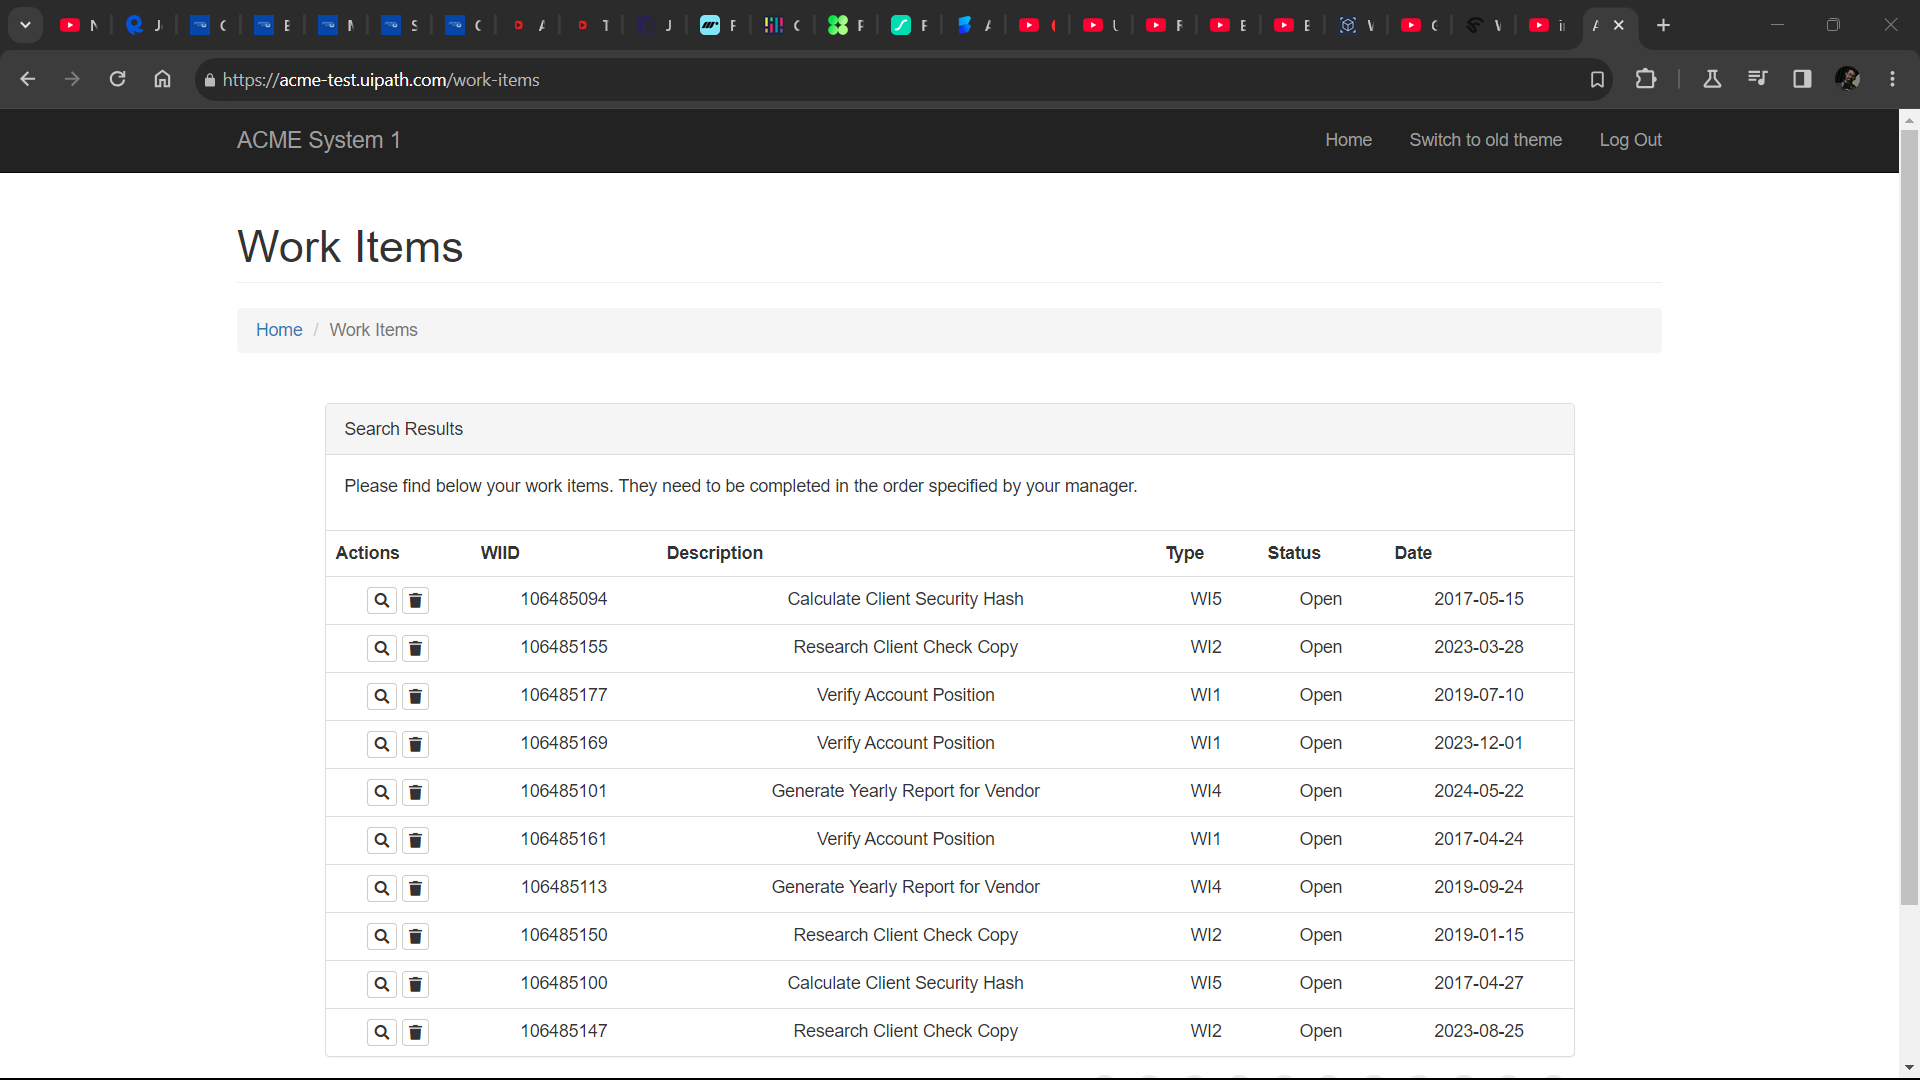 https://acme-test.uipath.com/work-items
ACME System 1
Home Switch to old theme Log Out
Work Items
Home / Work Items
Search Results
Please find below your work items. They need to be completed in the order specified by your manager.
Actions WIID Description Type Status Date
106485094 Calculate Client Security Hash WI5 Open 2017-05-15
106485155 Research Client Check Copy WI2 Open 2023-03-28
106485177 Verify Account Position WI1 Open 2019-07-10
106485169 Verify Account Position WI1 Open 2023-12-01
106485101 Generate Yearly Report for Vendor WI4 Open 2024-05-22
106485161 Verify Account Position WI1 Open 2017-04-24
106485113 Generate Yearly Report for Vendor WI4 Open 2019-09-24
106485150 Research Client Check Copy WI2 Open 2019-01-15
106485100 Calculate Client Security Hash WI5 Open 2017-04-27
106485147 Research Client Check Copy WI2 Open 2023-08-25